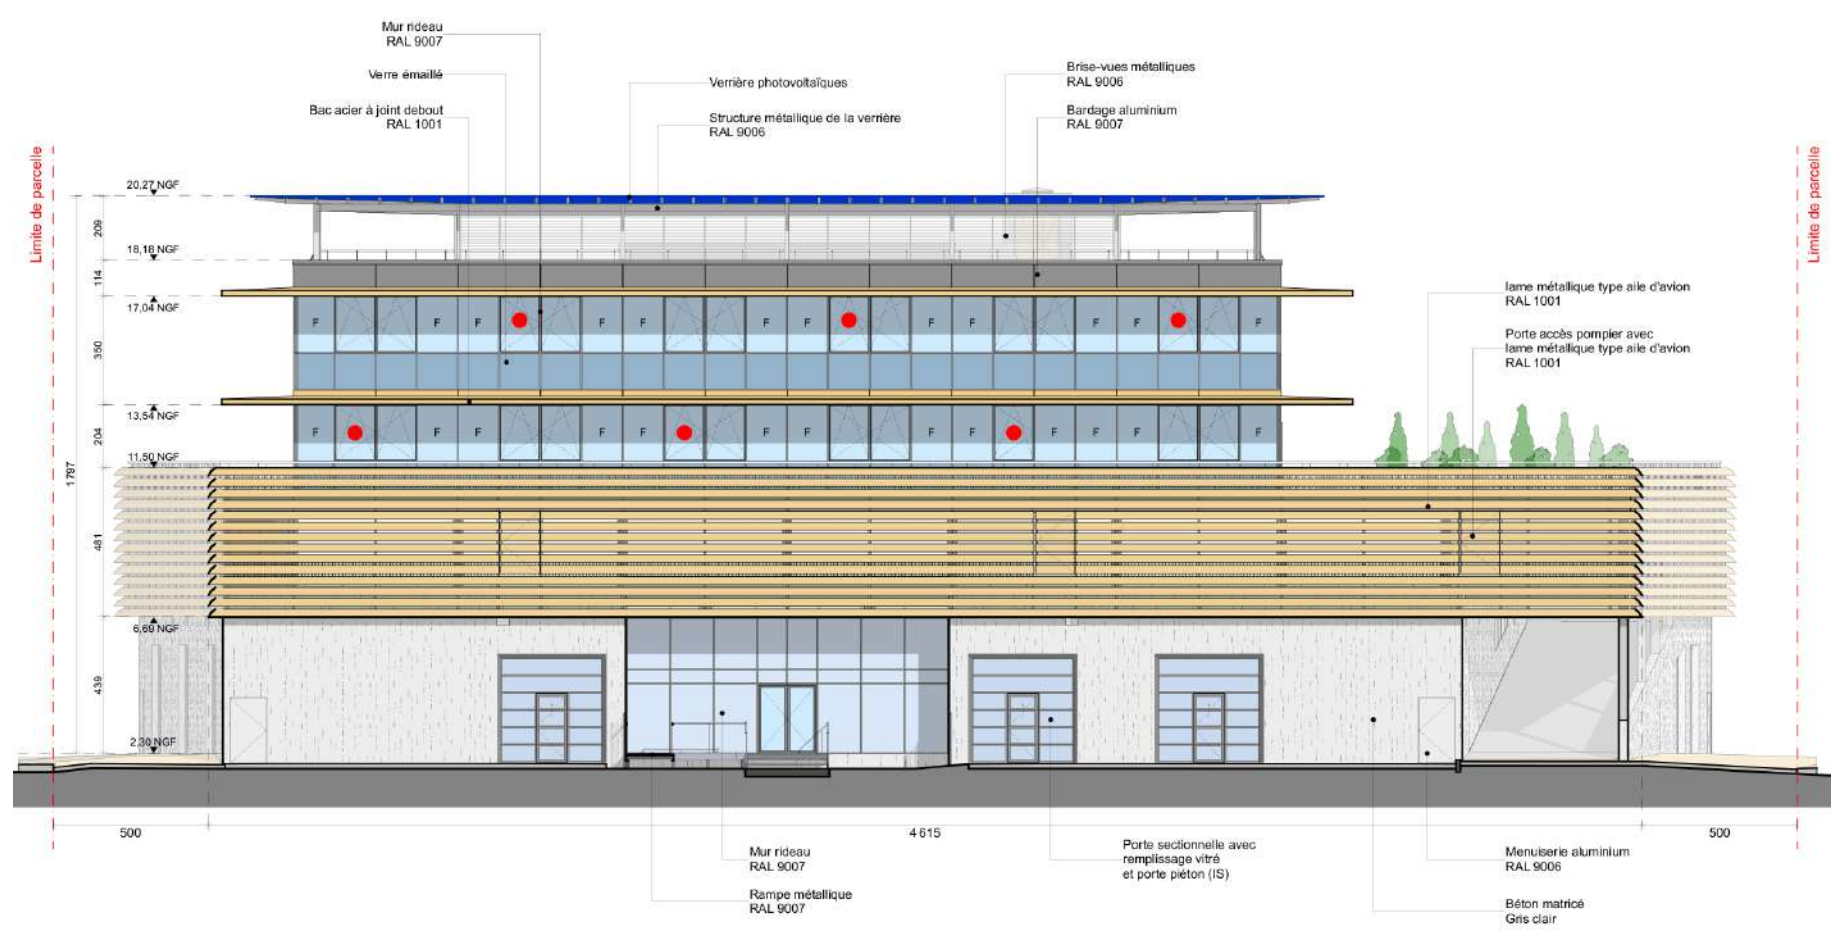 Mur rideau
RAL 9007
Verre émaillé
Bac acier à joint debout
RAL 1001
Verrière photovoltaïques
Structure métallique de la verrière
RAL 9006
Brise-vues métalliques
RAL 9006
Bardage aluminium
RAL 9007
Limite de parcelle
Limite de parcelle
20,27 NGF
209
18,18 NGF
114
17,04 NGF
350
13,54 NGF
204
11,50 NGF
1797
481
6,69 NGF
439
2,30 NGF
F F F F F F F F F F F F
F F F F F F F F F F F F
lame métallique type aile d'avion
RAL 1001
Porte accès pompier avec
lame métallique type aile d'avion
RAL 1001
500
4 615
500
Mur rideau
RAL 9007
Rampe métallique
RAL 9007
Porte sectionnelle avec
remplissage vitré
et porte piéton (IS)
Menuiserie aluminium
RAL 9006
Béton matricé
Gris clair